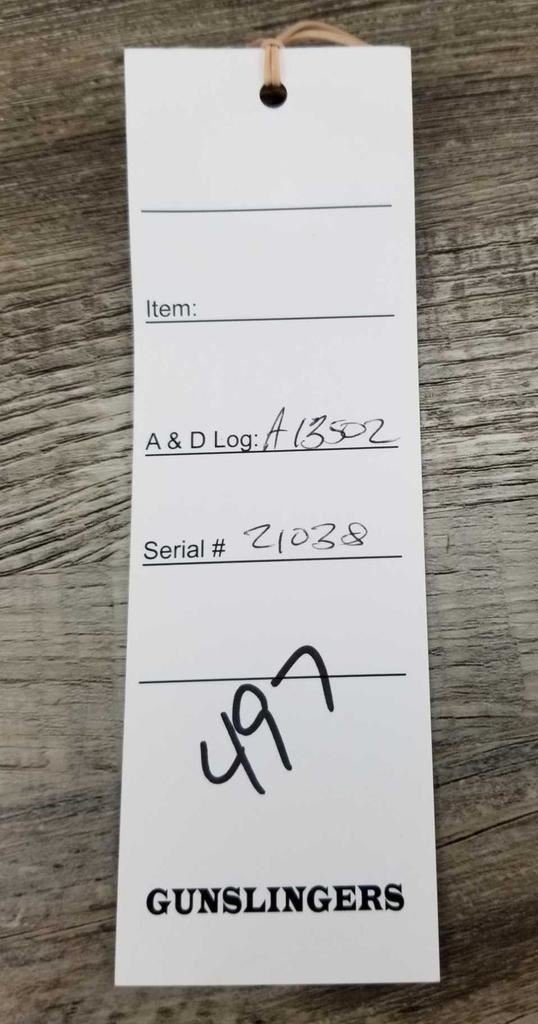 Item:
A & D Log: A13502
Serial # 21038
497
GUNSLINGERS